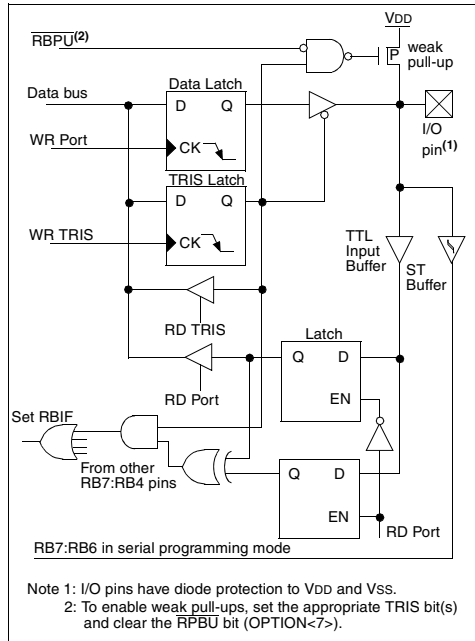 VDD
RBPU(2)
weak
pull-up
P
Data Latch
Data bus
D Q
I/O
pin(1)
WR Port
CK
TRIS Latch
D Q
WR TRIS
CK
TTL
Input
Buffer
ST
Buffer
RD TRIS
Latch
Q D
RD Port
EN
Set RBIF
From other
RB7:RB4 pins
Q D
EN
RD Port
RB7:RB6 in serial programming mode
Note 1: I/O pins have diode protection to VDD and VSS.
2: To enable weak pull-ups, set the appropriate TRIS bit(s)
and clear the RPBU bit (OPTION<7>).